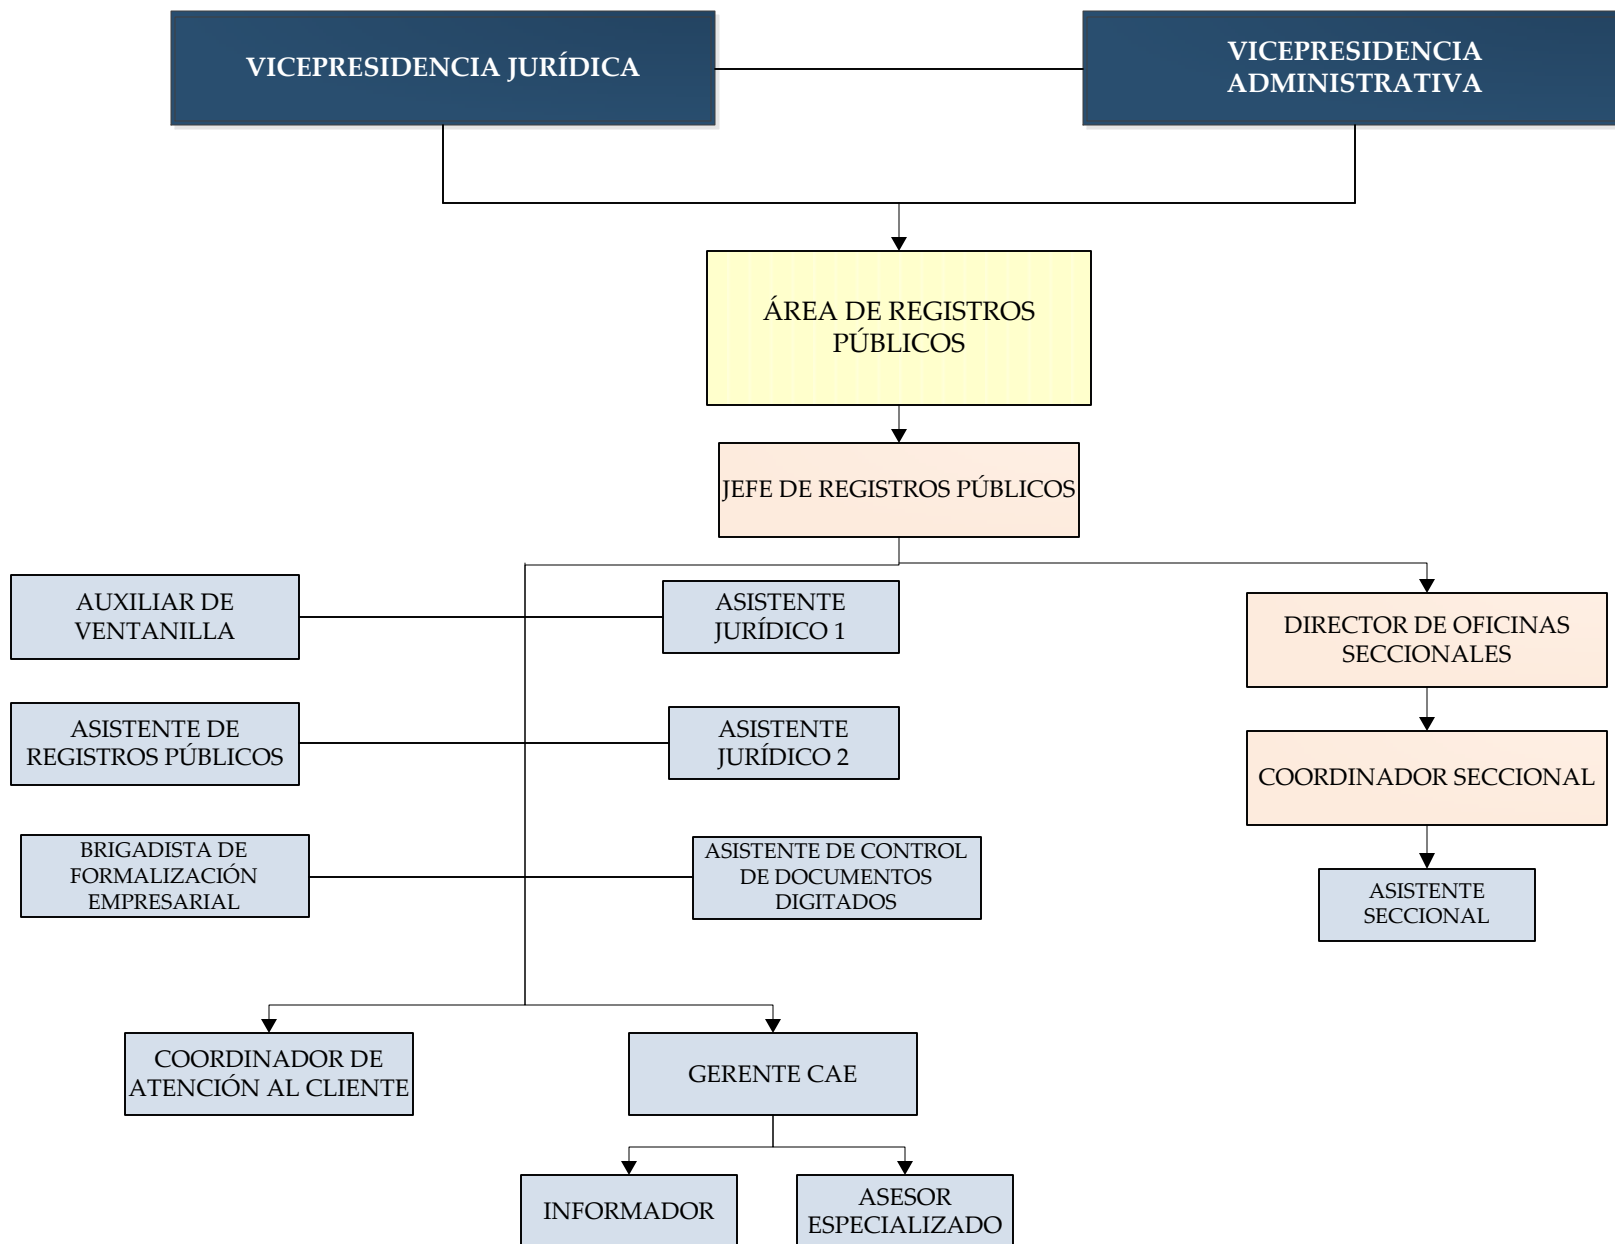 VICEPRESIDENCIA JURÍDICA
VICEPRESIDENCIA
ADMINISTRATIVA
ÁREA DE REGISTROS
PÚBLICOS
JEFE DE REGISTROS PÚBLICOS
AUXILIAR DE
VENTANILLA
ASISTENTE
JURÍDICO 1
DIRECTOR DE OFICINAS
SECCIONALES
ASISTENTE DE
REGISTROS PÚBLICOS
ASISTENTE
JURÍDICO 2
COORDINADOR SECCIONAL
BRIGADISTA DE
FORMALIZACIÓN
EMPRESARIAL
ASISTENTE DE CONTROL
DE DOCUMENTOS
DIGITADOS
ASISTENTE
SECCIONAL
COORDINADOR DE
ATENCIÓN AL CLIENTE
GERENTE CAE
INFORMADOR
ASESOR
ESPECIALIZADO